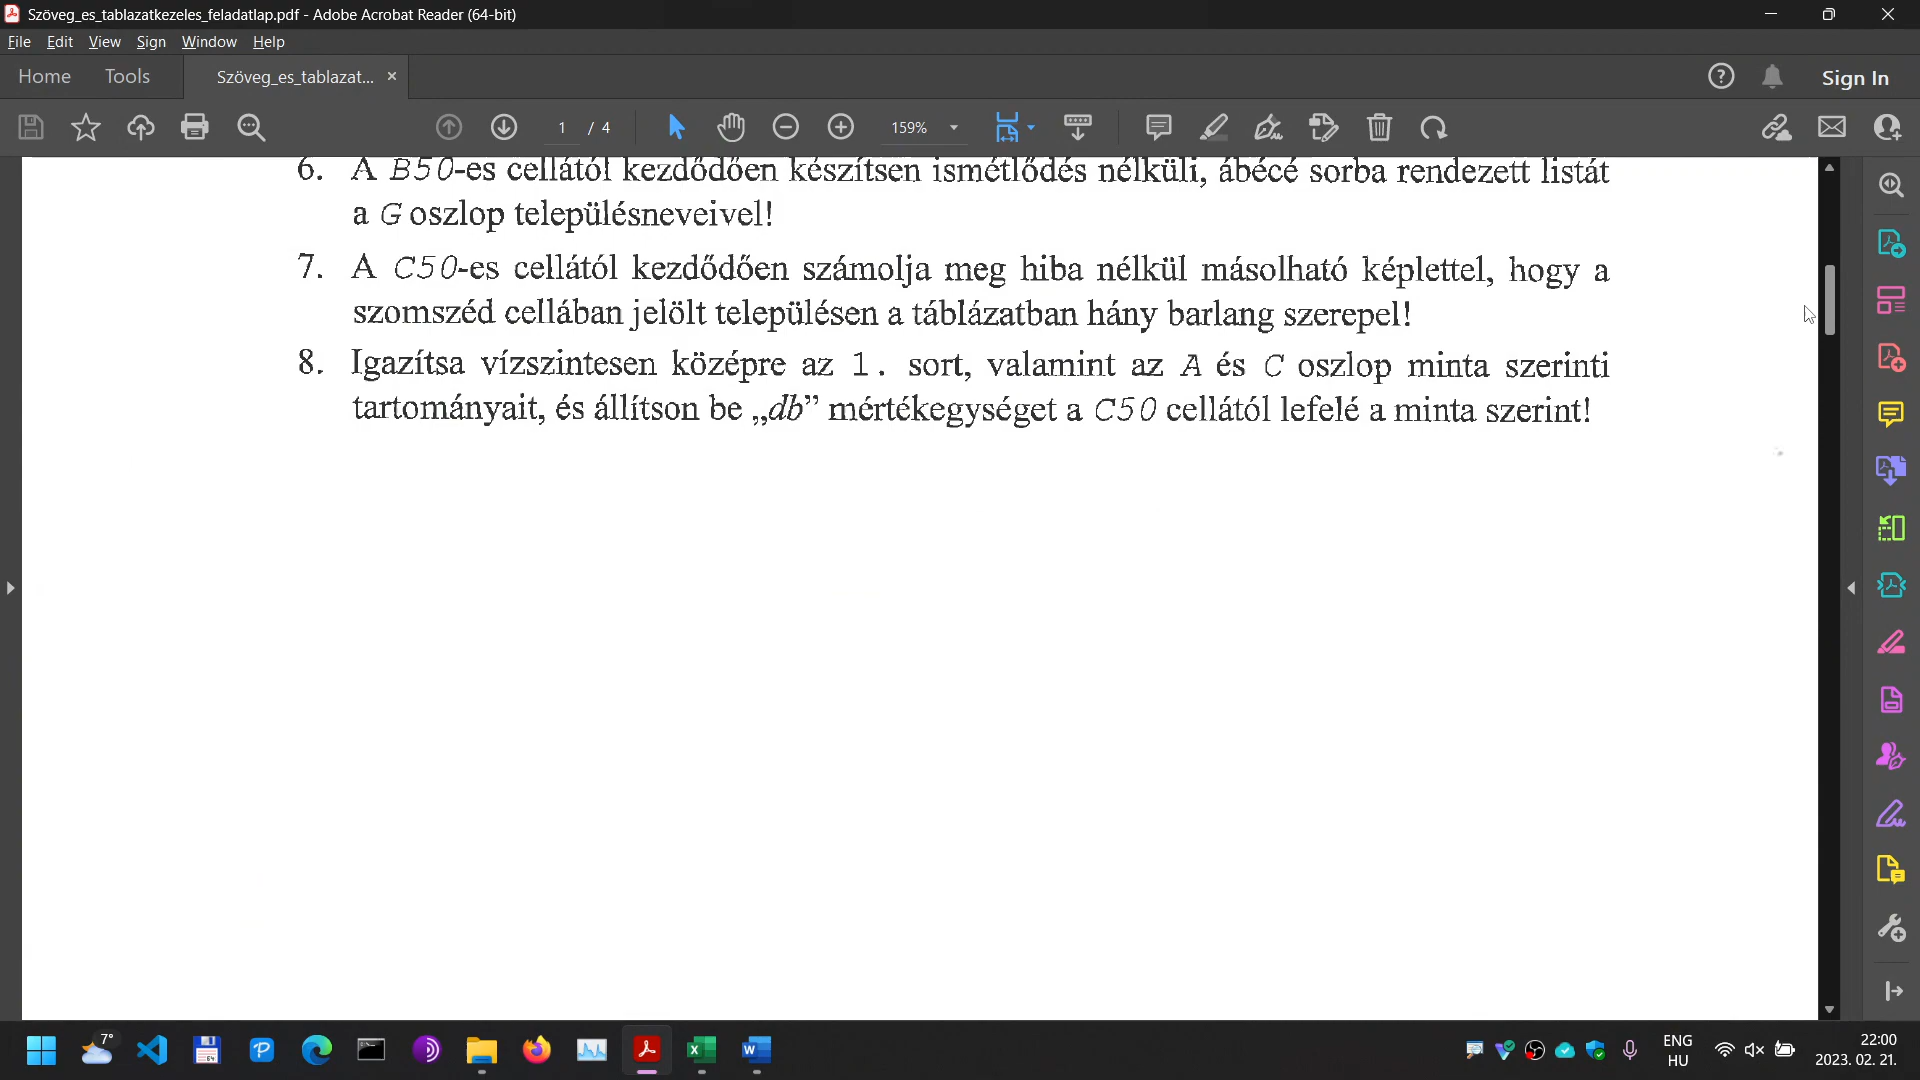 Szöveg_es_tablazatkezeles_feladatlap.pdf - Adobe Acrobat Reader (64-bit)
File Edit View Sign Window Help
Home Tools Szöveg_es_tablazat... × Sign In
1 / 4 159%
6. A B50-es cellától kezdődően készítsen ismétlődés nélküli, ábécé sorba rendezett listát
a G oszlop településneveivel!
7. A C50-es cellától kezdődően számolja meg hiba nélkül másolható képlettel, hogy a
szomszéd cellában jelölt településen a táblázatban hány barlang szerepel!
8. Igazítsa vízszintesen középre az 1. sort, valamint az A és C oszlop minta szerinti
tartományait, és állítson be „db” mértékegységet a C50 cellától lefelé a minta szerint!
7°
ENG
HU
22:00
2023. 02. 21.